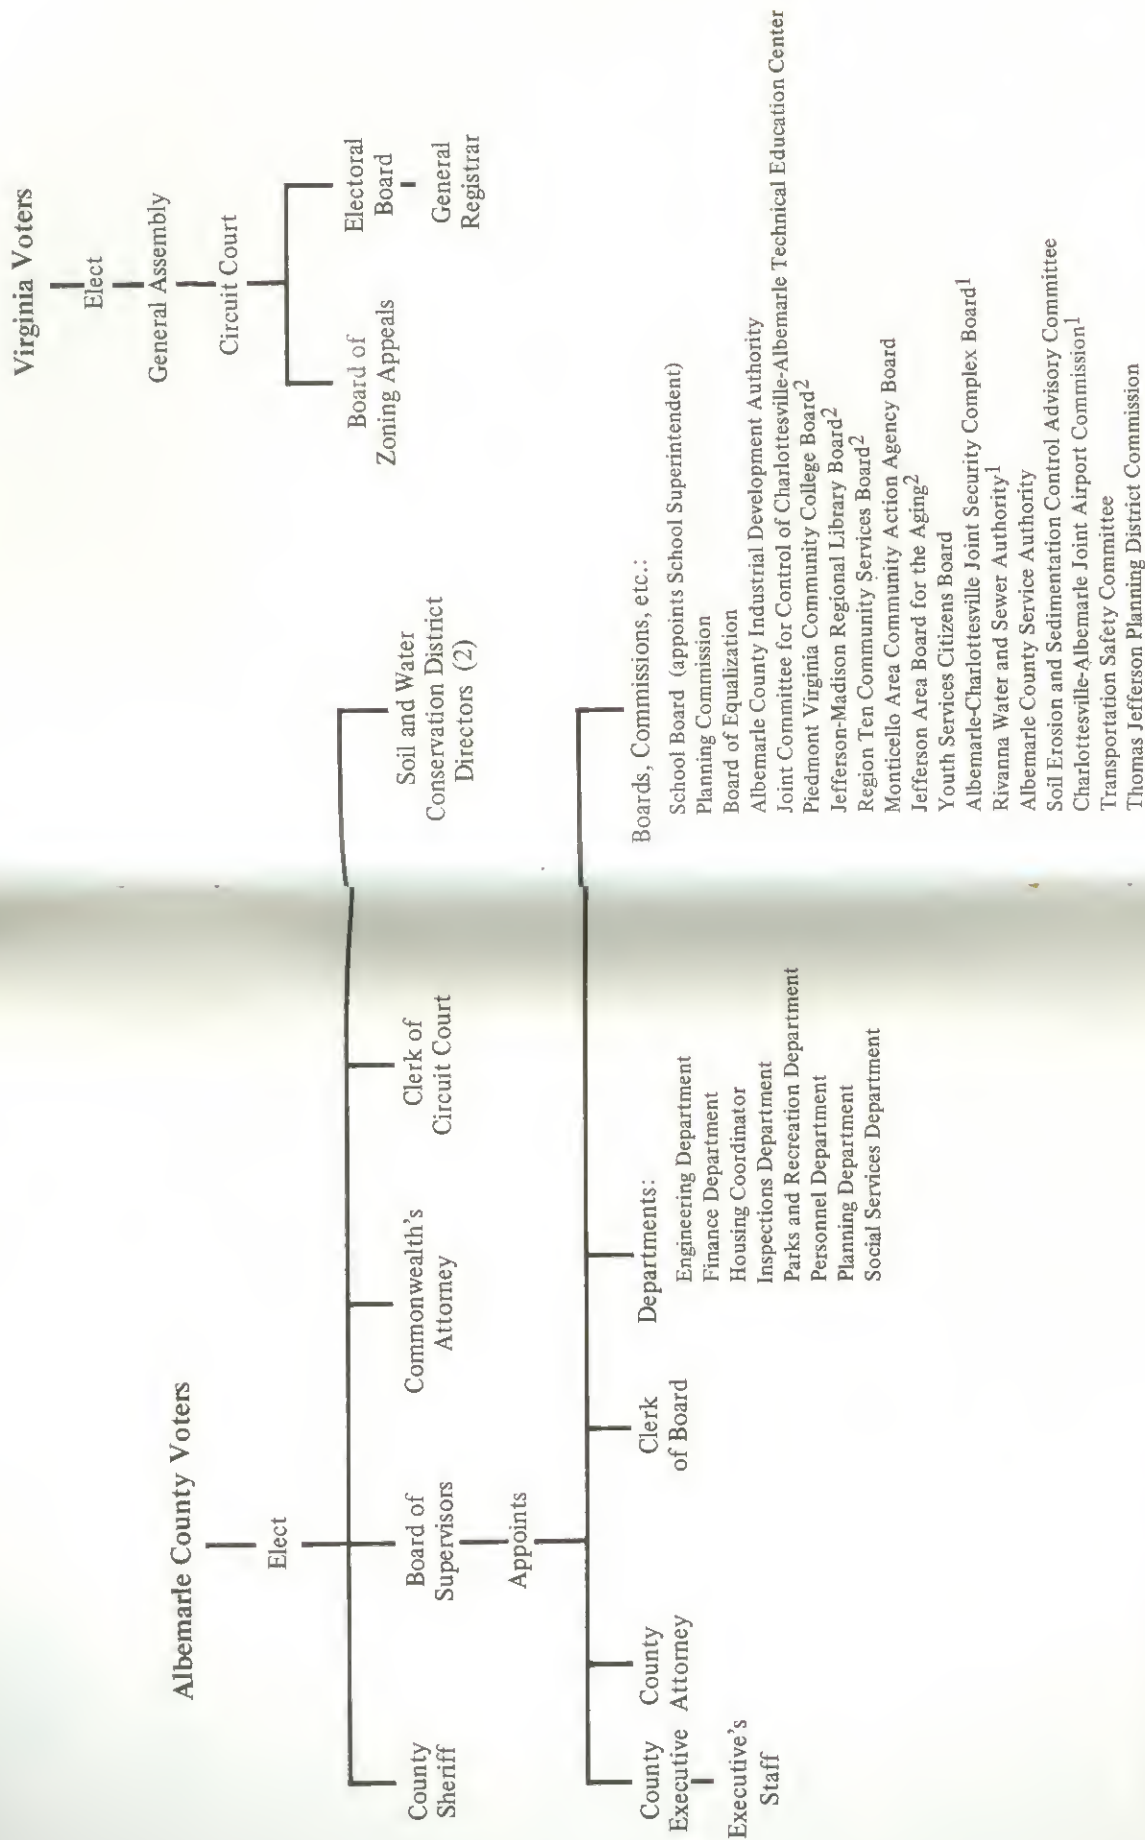 Albemarle County Voters
Elect
County
Sheriff
Board of
Supervisors
Commonwealth's
Attorney
Clerk of
Circuit Court
Soil and Water
Conservation District
Directors (2)
Appoints
County
Executive
Executive's
Staff
County
Attorney
Clerk
of Board
Departments:
Engineering Department
Finance Department
Housing Coordinator
Inspections Department
Parks and Recreation Department
Personnel Department
Planning Department
Social Services Department
Boards, Commissions, etc.:
School Board (appoints School Superintendent)
Planning Commission
Board of Equalization
Albemarle County Industrial Development Authority
Joint Committee for Control of Charlottesville-Albemarle Technical Education Center
Piedmont Virginia Community College Board2
Jefferson-Madison Regional Library Board2
Region Ten Community Services Board2
Monticello Area Community Action Agency Board
Jefferson Area Board for the Aging2
Youth Services Citizens Board
Albemarle-Charlottesville Joint Security Complex Board1
Rivanna Water and Sewer Authority1
Albemarle County Service Authority
Soil Erosion and Sedimentation Control Advisory Committee
Charlottesville-Albemarle Joint Airport Commission1
Transportation Safety Committee
Thomas Jefferson Planning District Commission
Virginia Voters
Elect
General Assembly
Circuit Court
Board of
Zoning Appeals
Electoral
Board
General
Registrar